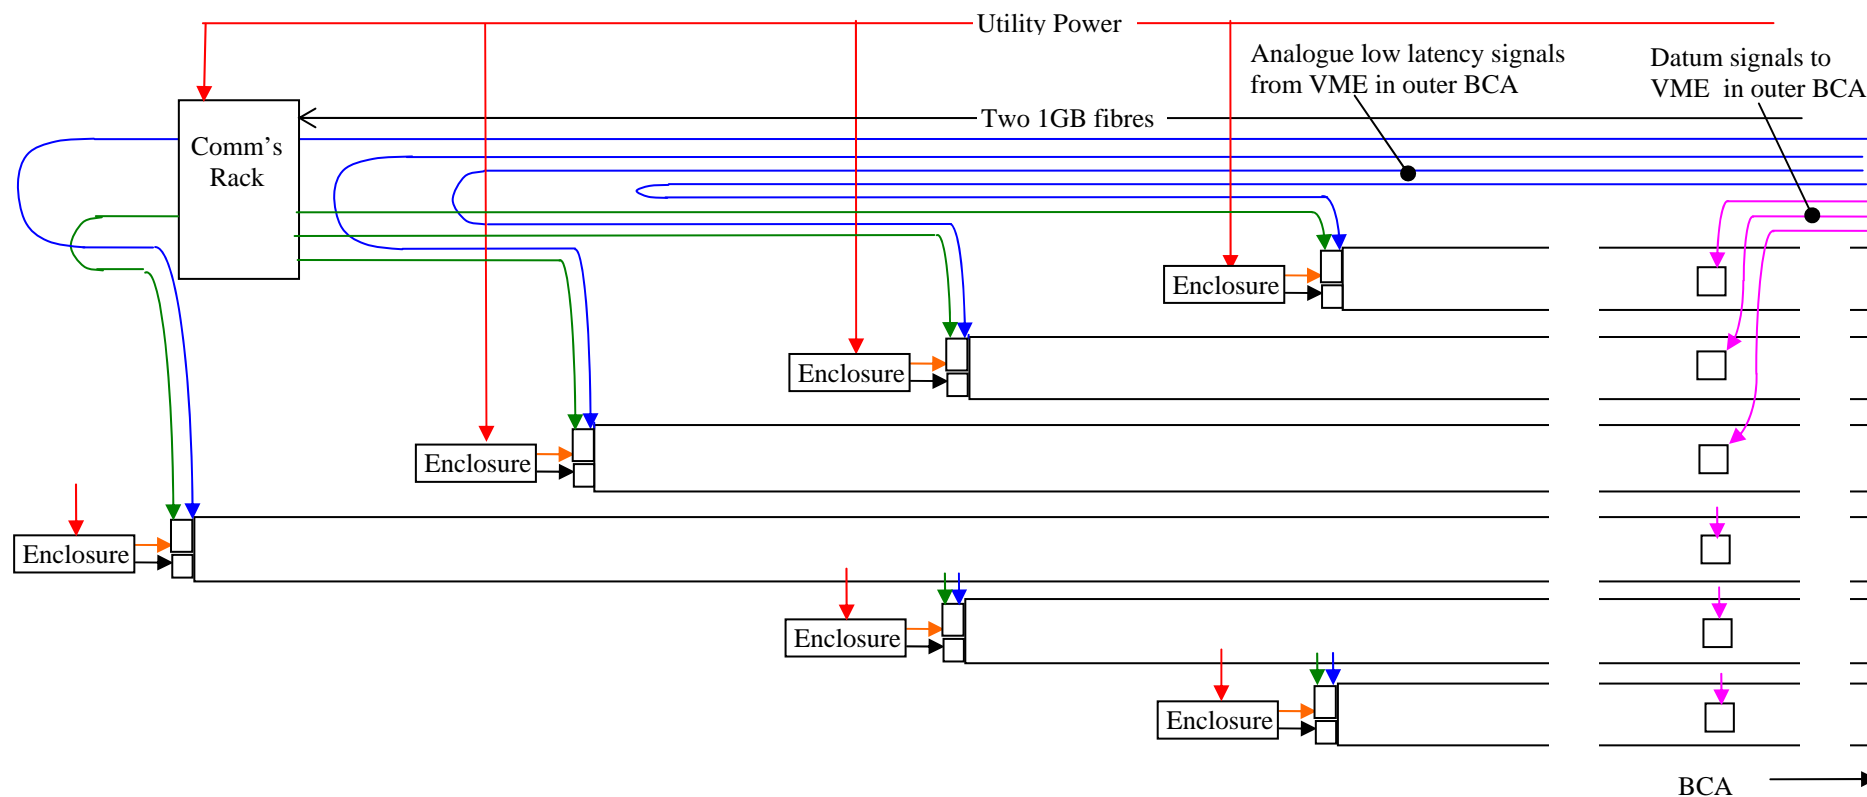 Utility Power
Analogue low latency signals
from VME in outer BCA
Datum signals to
VME in outer BCA
Two 1GB fibres
Comm's
Rack
Enclosure
Enclosure
Enclosure
Enclosure
Enclosure
Enclosure
BCA